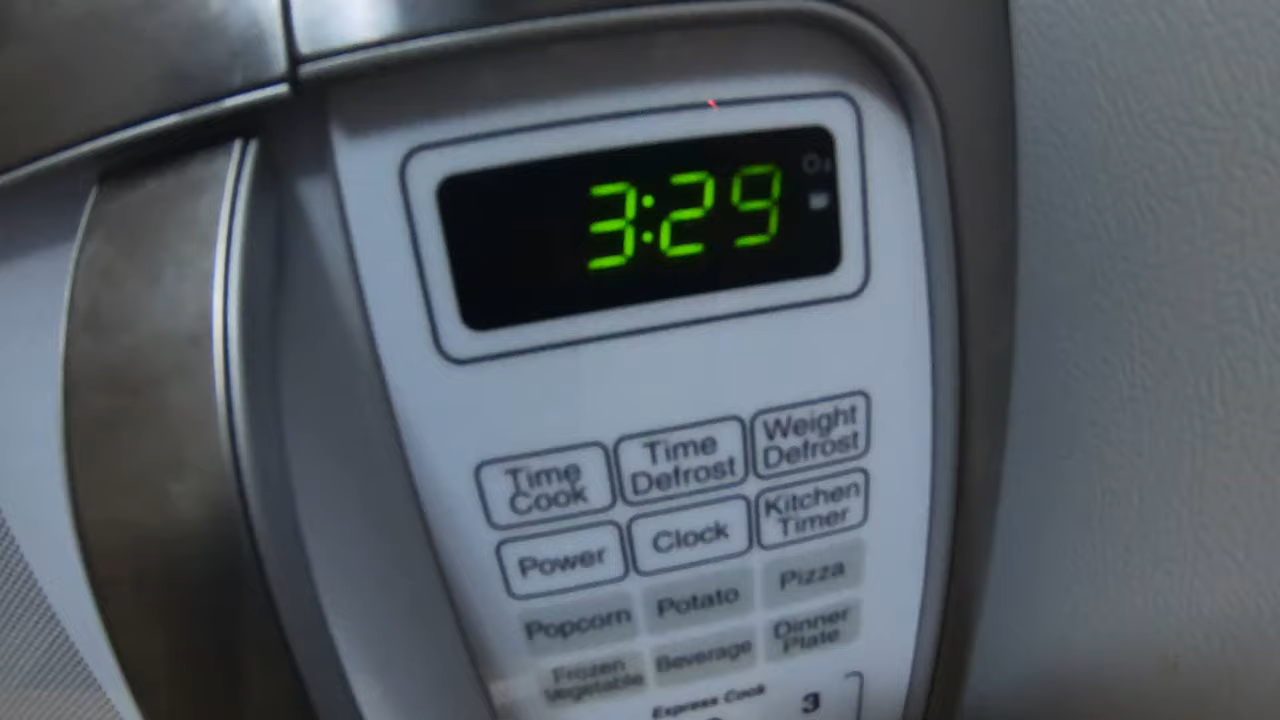 3:29
Time Cook
Time Defrost
Weight Defrost
Power
Clock
Kitchen Timer
Popcorn
Potato
Pizza
Frozen Vegetable
Beverage
Dinner Plate
Express Cook
3